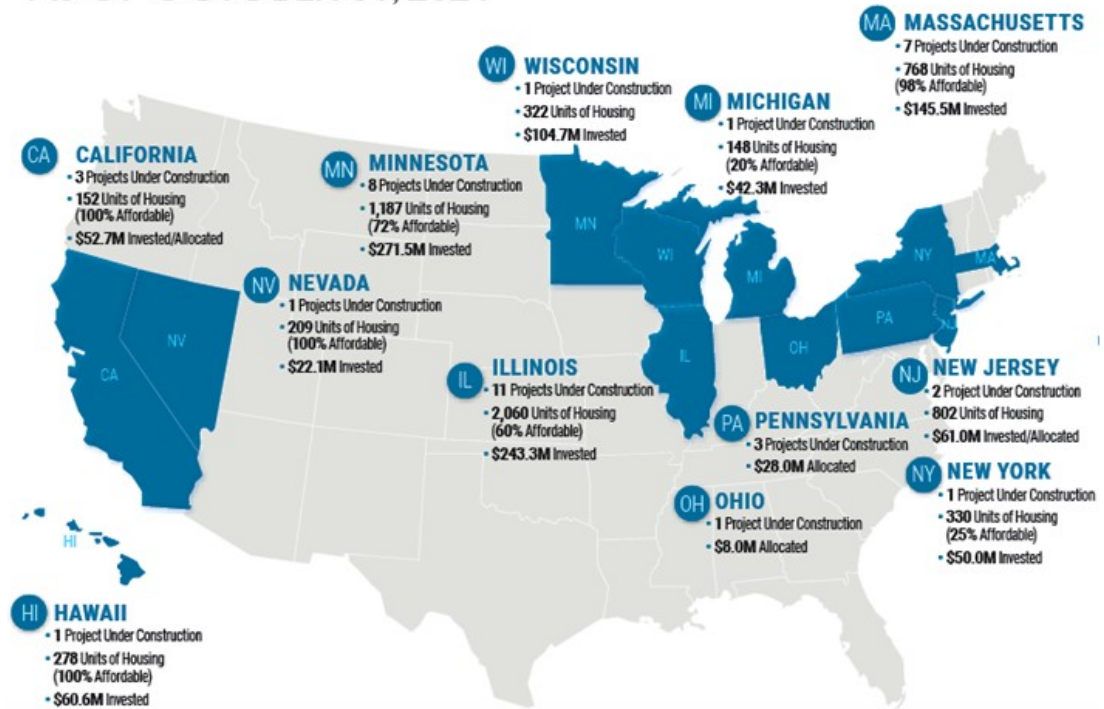 MA MASSACHUSETTS
• 7 Projects Under Construction
• 768 Units of Housing
(98% Affordable)
• $145.5M Invested
WI WISCONSIN
• 1 Project Under Construction
• 322 Units of Housing
• $104.7M Invested
MI MICHIGAN
• 1 Project Under Construction
• 148 Units of Housing
(20% Affordable)
• $42.3M Invested
CA CALIFORNIA
• 3 Projects Under Construction
• 152 Units of Housing
(100% Affordable)
• $52.7M Invested/Allocated
MN MINNESOTA
• 8 Projects Under Construction
• 1,187 Units of Housing
(72% Affordable)
• $271.5M Invested
NV NEVADA
• 1 Projects Under Construction
• 209 Units of Housing
(100% Affordable)
• $22.1M Invested
IL ILLINOIS
• 11 Projects Under Construction
• 2,060 Units of Housing
(60% Affordable)
• $243.3M Invested
NJ NEW JERSEY
• 2 Project Under Construction
• 802 Units of Housing
• $61.0M Invested/Allocated
PA PENNSYLVANIA
• 3 Projects Under Construction
• $28.0M Allocated
NY NEW YORK
• 1 Project Under Construction
• 330 Units of Housing
(25% Affordable)
• $50.0M Invested
OH OHIO
• 1 Project Under Construction
• $8.0M Allocated
HI HAWAII
• 1 Project Under Construction
• 278 Units of Housing
(100% Affordable)
• $60.6M Invested
MN
WI
MI
NY
MA
PA
NJ
OH
IL
NV
CA
HI